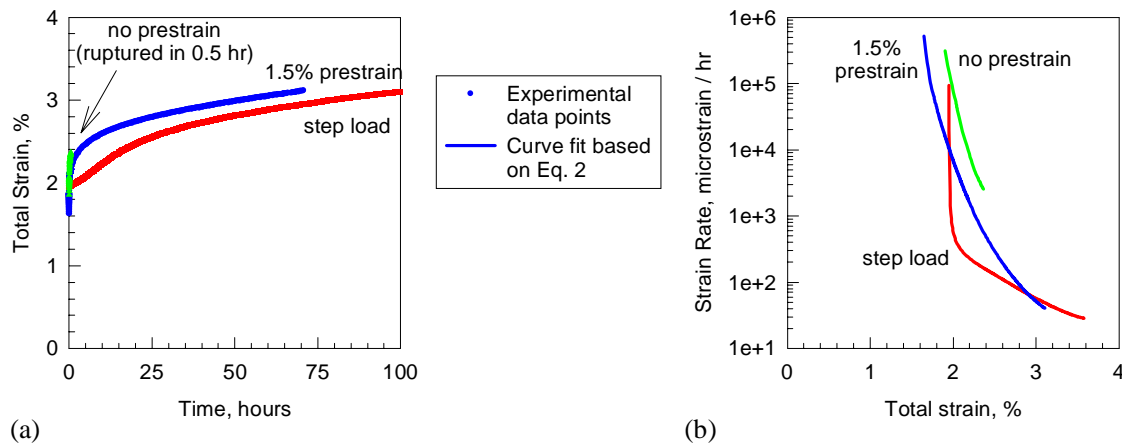 4
no prestrain
(ruptured in 0.5 hr)
1.5% prestrain
3
step load
2
1
0
Total Strain, %
0
25
50
75
100
Time, hours
(a)
Experimental
data points
Curve fit based
on Eq. 2
1e+6
1.5%
prestrain
no prestrain
1e+5
1e+4
1e+3
step load
1e+2
1e+1
Strain Rate, microstrain / hr
0
1
2
3
4
Total strain, %
(b)